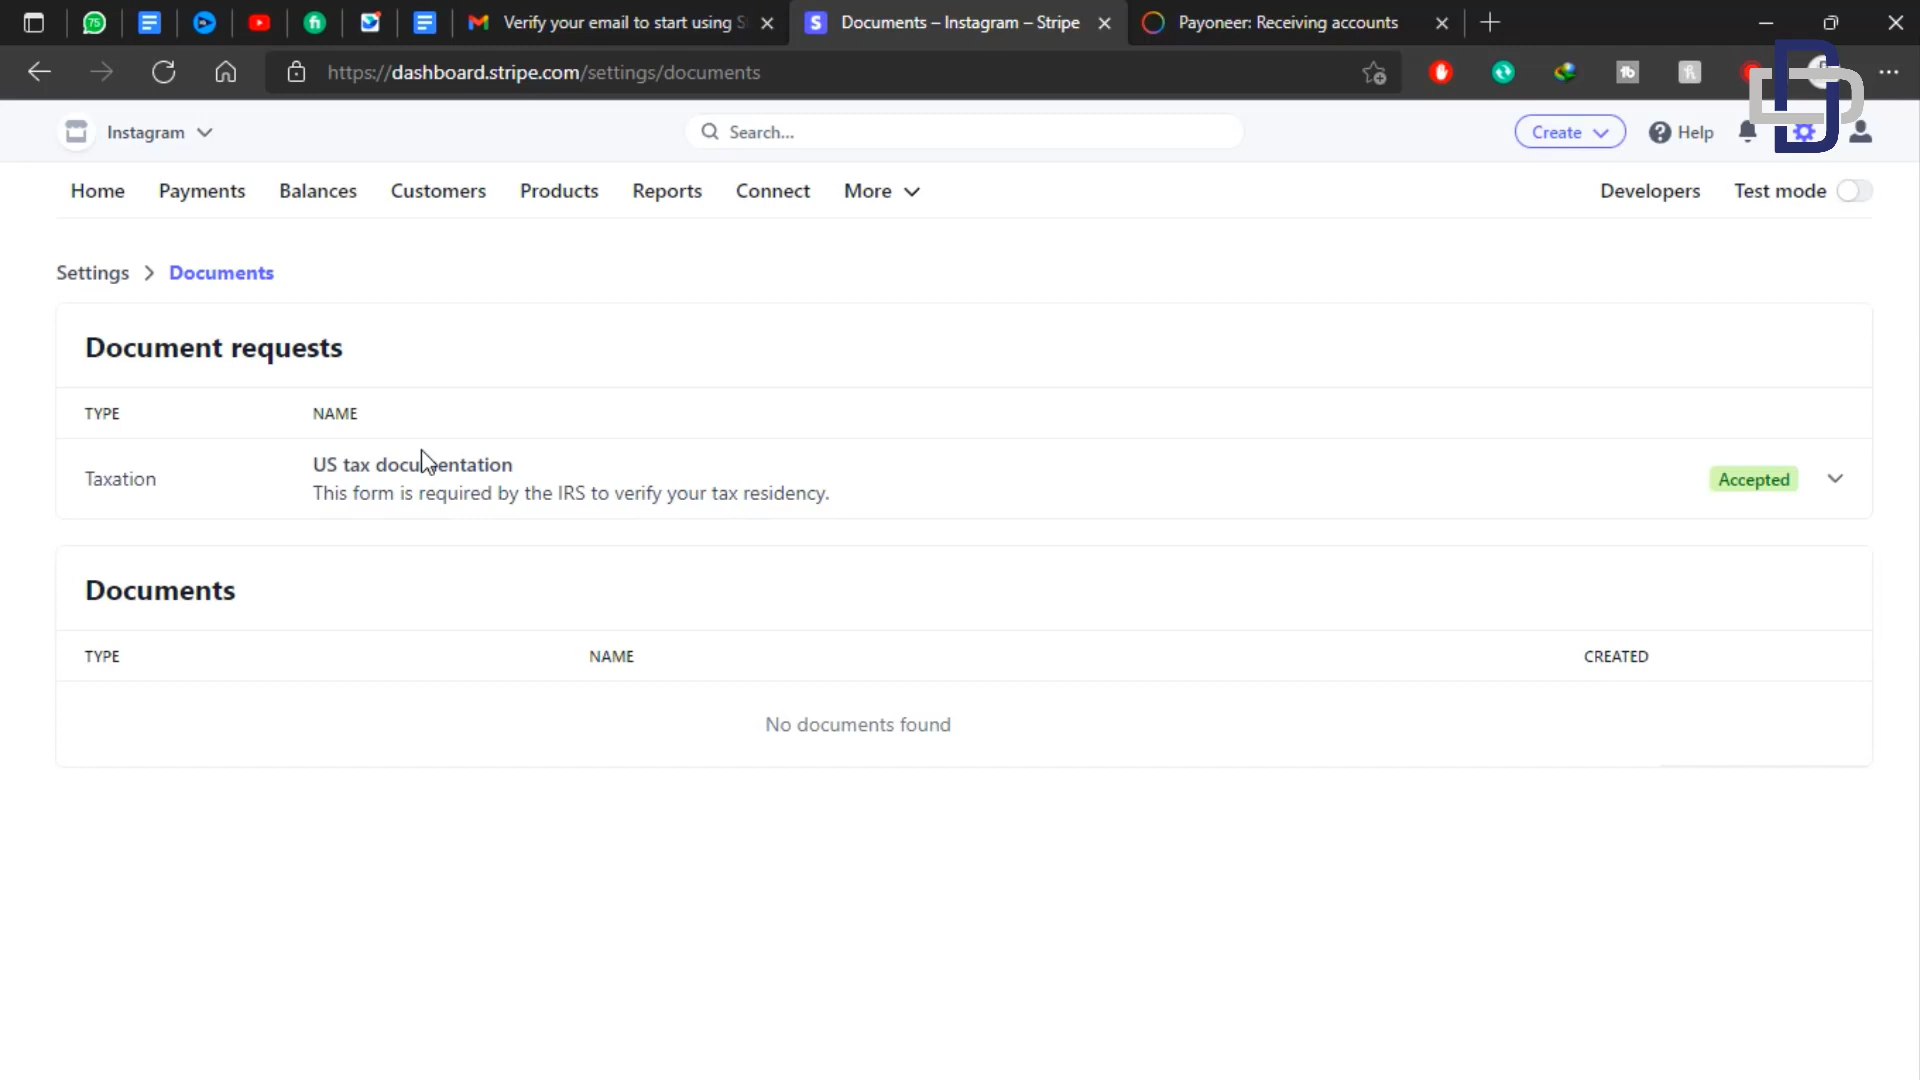 75
Verify your email to start using S
Documents – Instagram – Stripe
Payoneer: Receiving accounts
https://dashboard.stripe.com/settings/documents
Instagram
Search...
Create
Help
Home
Payments
Balances
Customers
Products
Reports
Connect
More
Developers
Test mode
Settings > Documents
Document requests
TYPE
NAME
Taxation
US tax documentation
This form is required by the IRS to verify your tax residency.
Accepted
Documents
TYPE
NAME
CREATED
No documents found